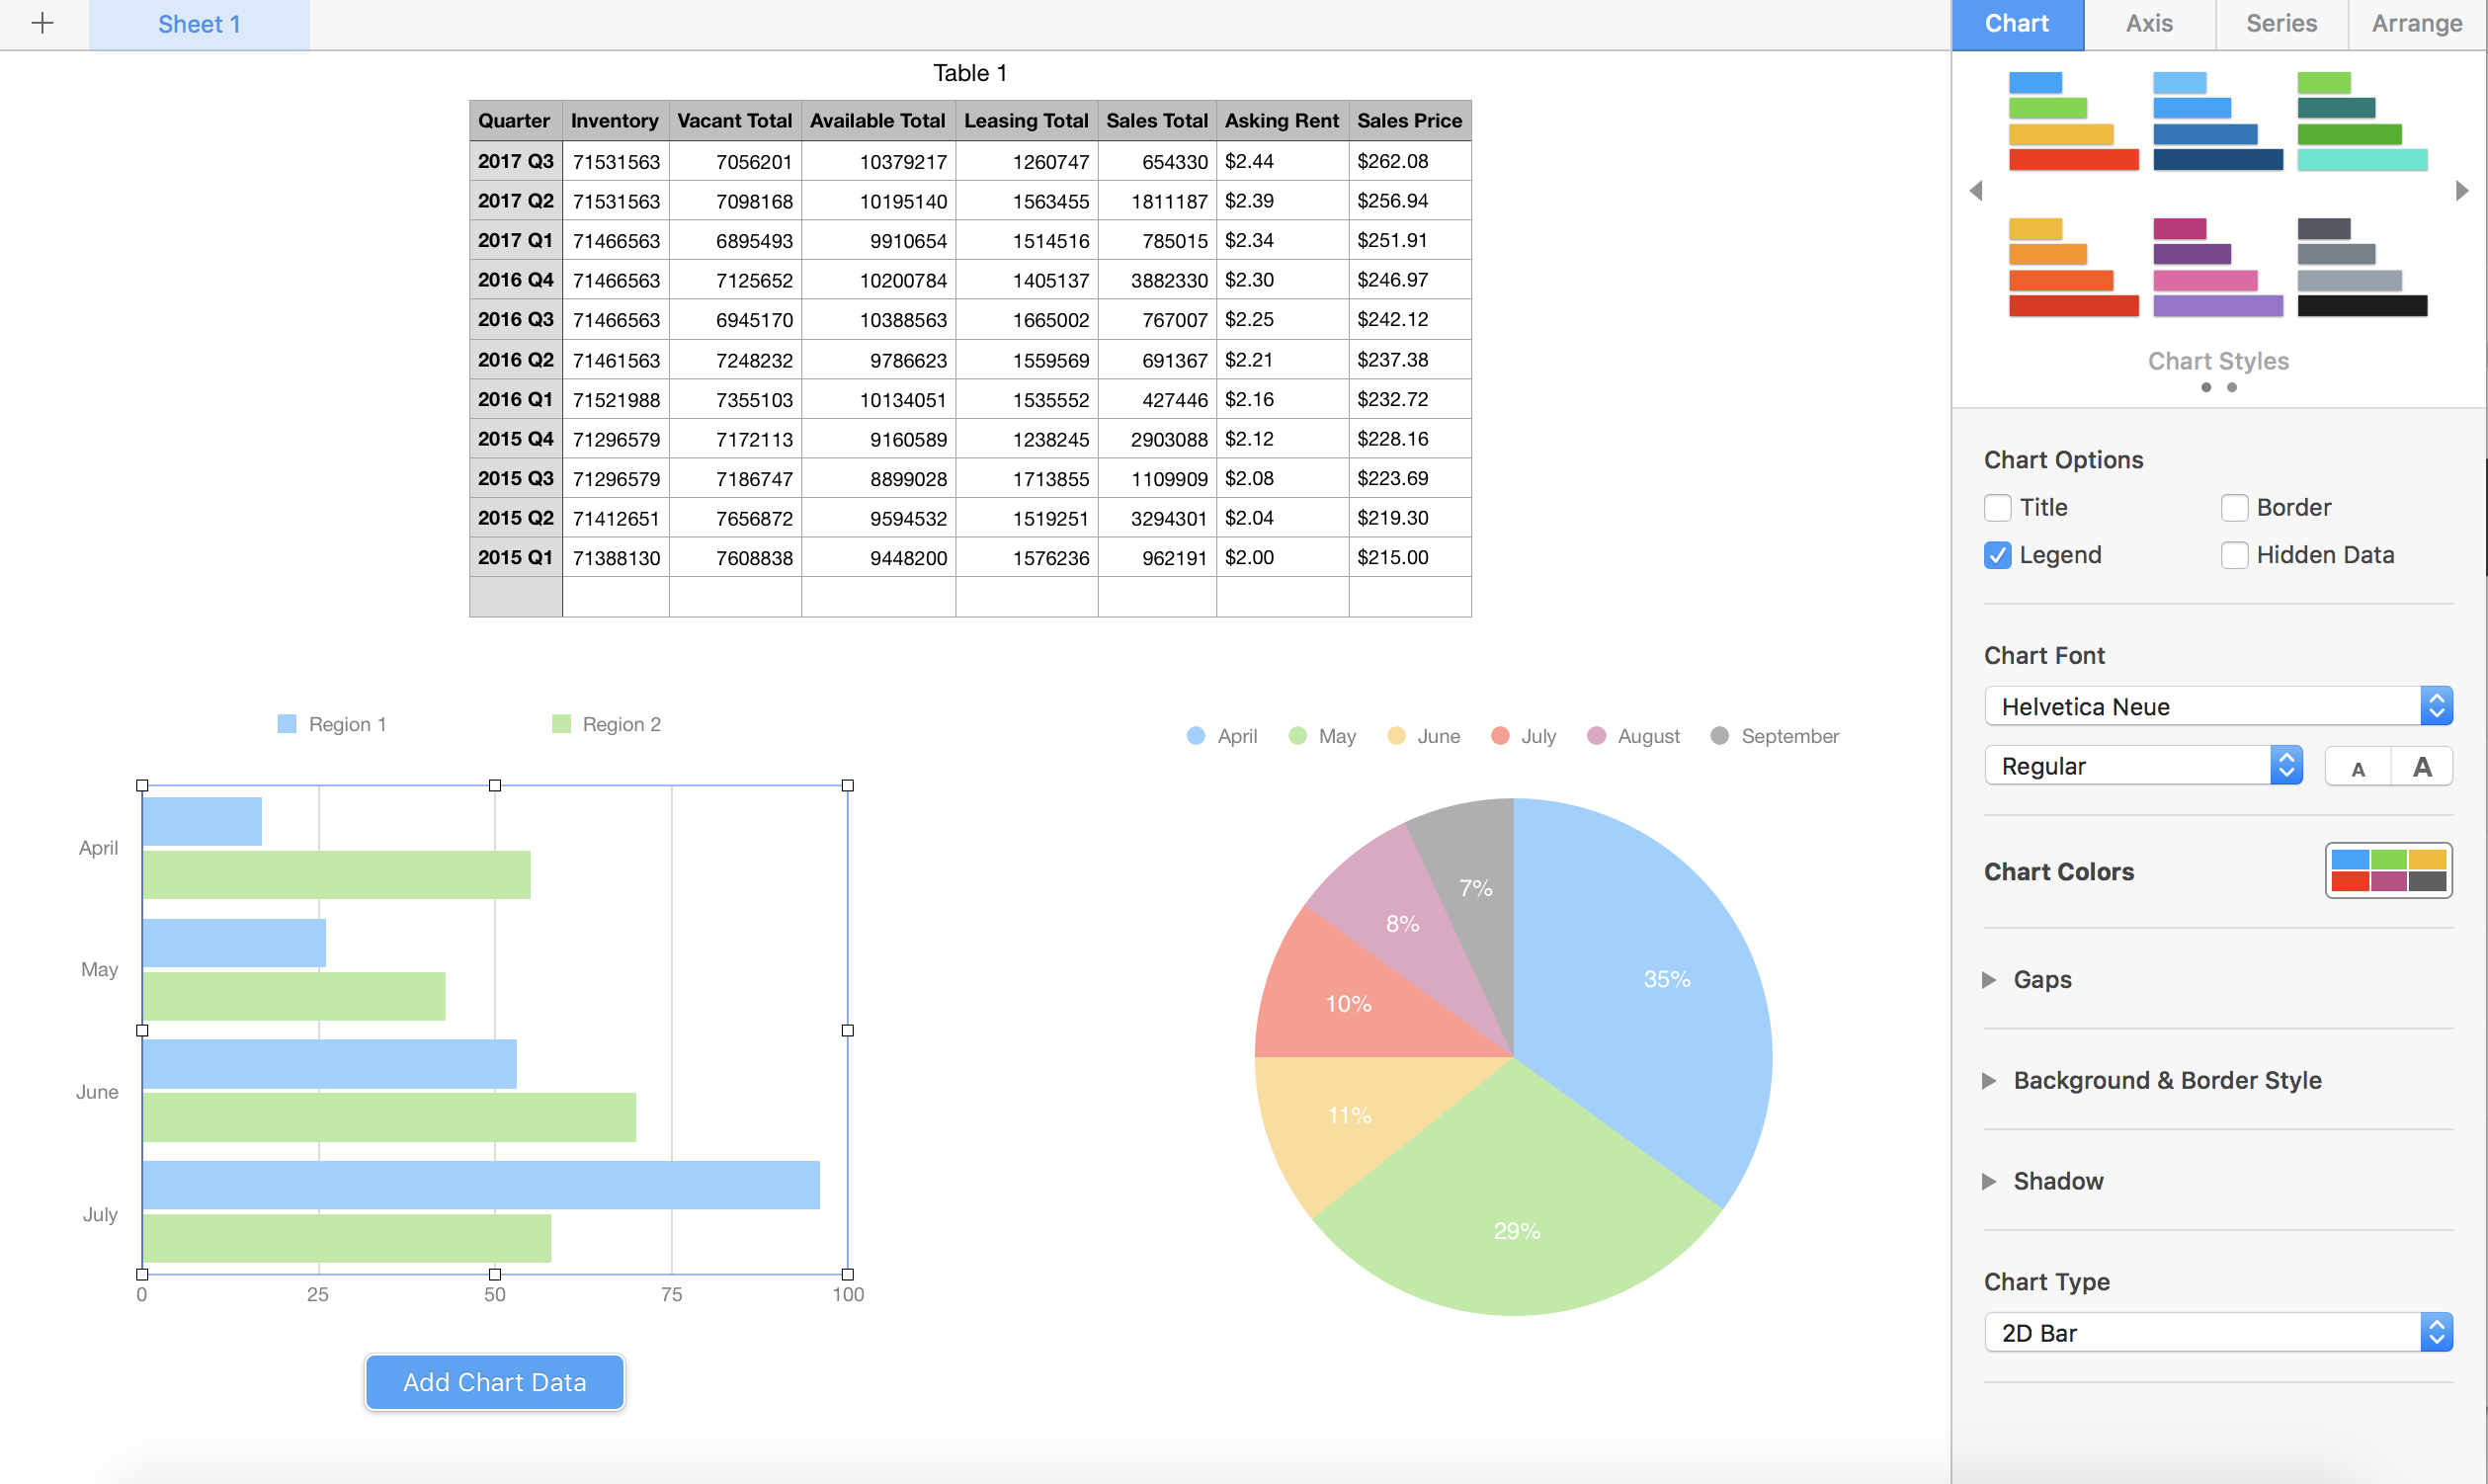 Sheet 1
Chart Axis Series Arrange
Table 1
Quarter Inventory Vacant Total Available Total Leasing Total Sales Total Asking Rent Sales Price
2017 Q3 71531563 7056201 10379217 1260747 654330 $2.44 $262.08
2017 Q2 71531563 7098168 10195140 1563455 1811187 $2.39 $256.94
2017 Q1 71466563 6895493 9910654 1514516 785015 $2.34 $251.91
2016 Q4 71466563 7125652 10200784 1405137 3882330 $2.30 $246.97
2016 Q3 71466563 6945170 10388563 1665002 767007 $2.25 $242.12
2016 Q2 71461563 7248232 9786623 1559569 691367 $2.21 $237.38
2016 Q1 71521988 7355103 10134051 1535552 427446 $2.16 $232.72
2015 Q4 71296579 7172113 9160589 1238245 2903088 $2.12 $228.16
2015 Q3 71296579 7186747 8899028 1713855 1109909 $2.08 $223.69
2015 Q2 71412651 7656872 9594532 1519251 3294301 $2.04 $219.30
2015 Q1 71388130 7608838 9448200 1576236 962191 $2.00 $215.00
Region 1 Region 2
April
May
June
July
0 25 50 75 100
Add Chart Data
April May June July August September
7%
8%
35%
10%
11%
29%
Chart Styles
Chart Options
Title Border
Legend Hidden Data
Chart Font
Helvetica Neue
Regular A A
Chart Colors
Gaps
Background & Border Style
Shadow
Chart Type
2D Bar